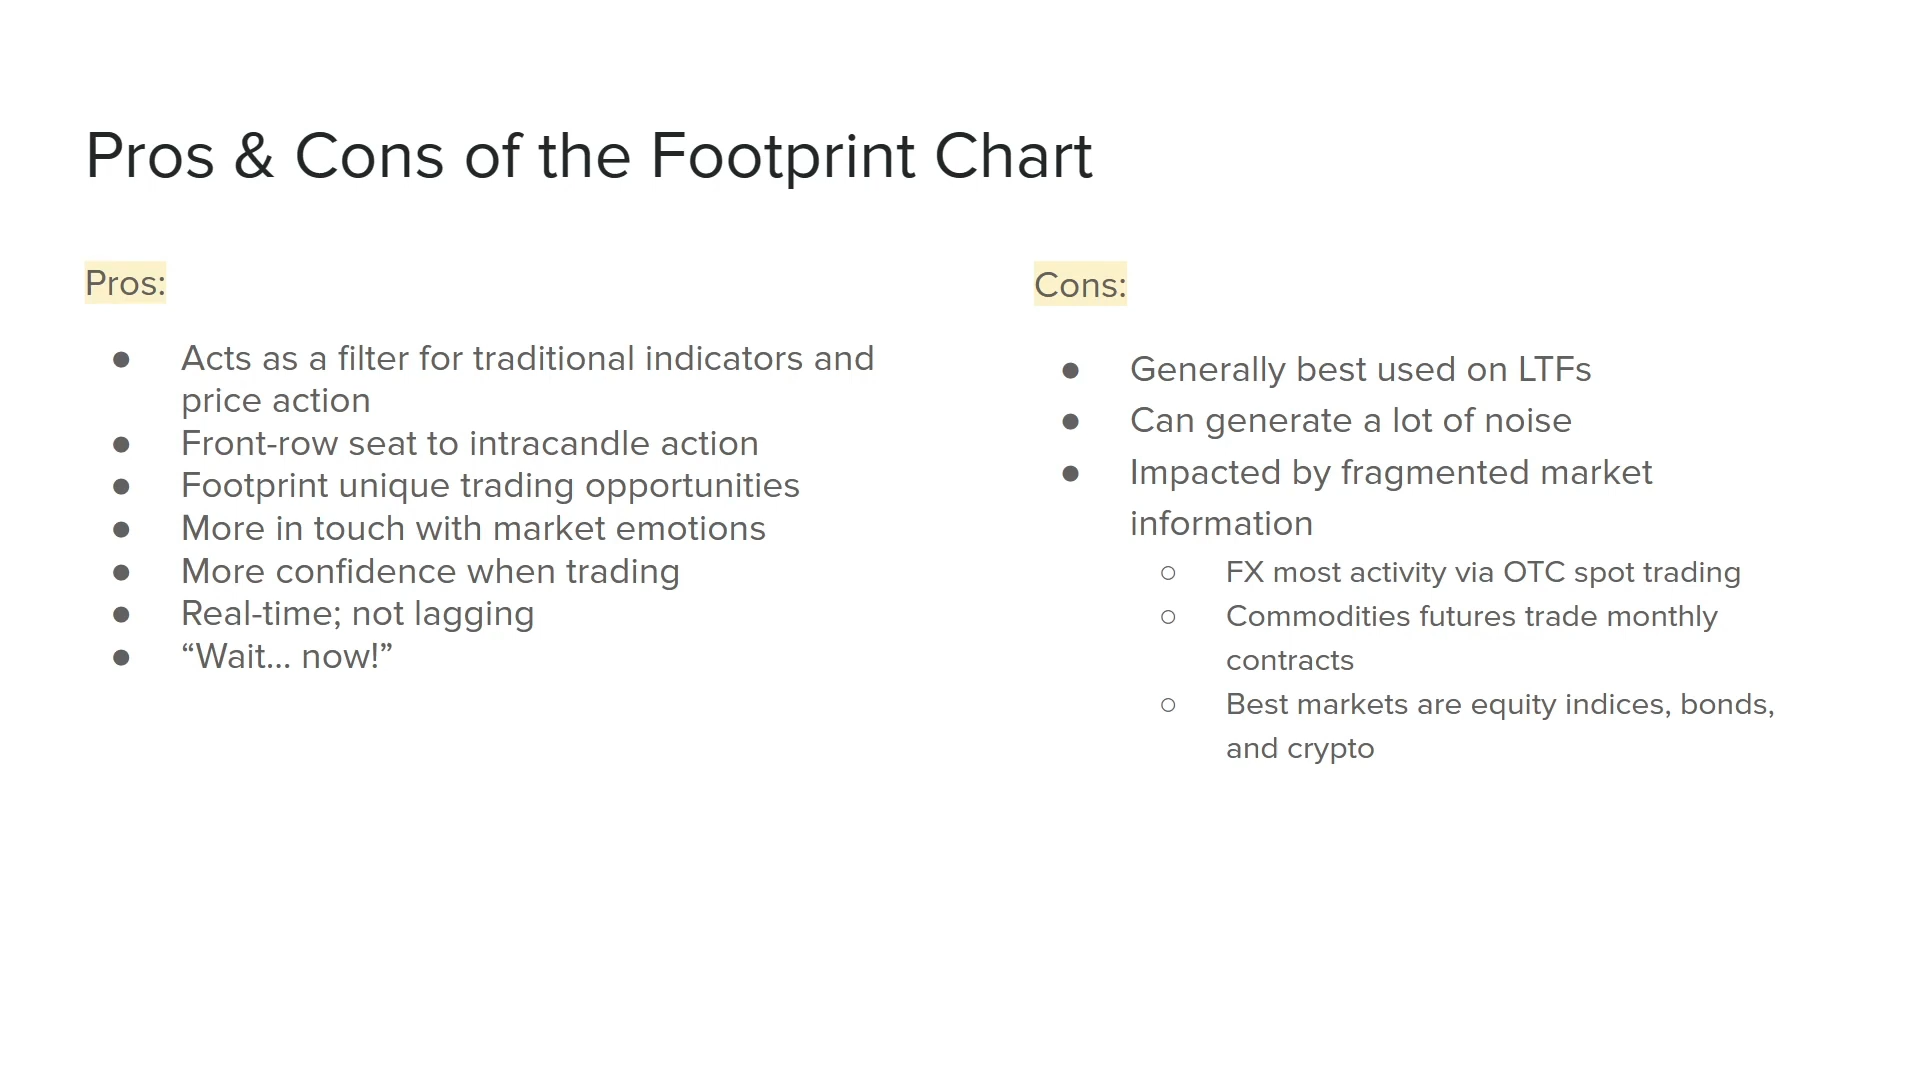 Pros & Cons of the Footprint Chart
Pros:
● Acts as a filter for traditional indicators and
price action
● Front-row seat to intracandle action
● Footprint unique trading opportunities
● More in touch with market emotions
● More confidence when trading
● Real-time; not lagging
● “Wait... now!”
Cons:
● Generally best used on LTFs
● Can generate a lot of noise
● Impacted by fragmented market
information
○ FX most activity via OTC spot trading
○ Commodities futures trade monthly
contracts
○ Best markets are equity indices, bonds,
and crypto